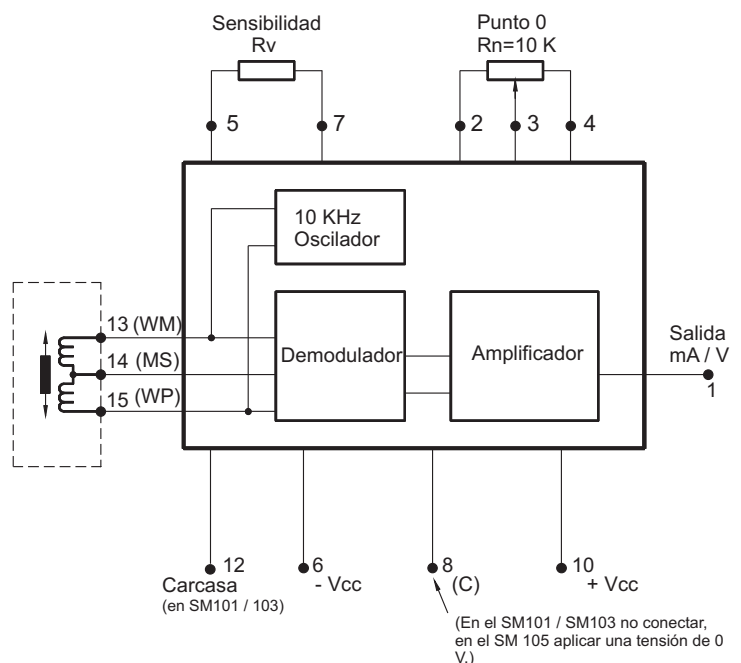 Sensibilidad
Rv
Punto 0
Rn=10 K
5
7
2
3
4
10 KHz
Oscilador
13 (WM)
14 (MS)
15 (WP)
Demodulador
Amplificador
Salida
mA / V
1
12
Carcasa
(en SM101 / 103)
6
- Vcc
8
(C)
10
+ Vcc
(En el SM101 / SM103 no conectar,
en el SM 105 aplicar una tensión de 0
V.)